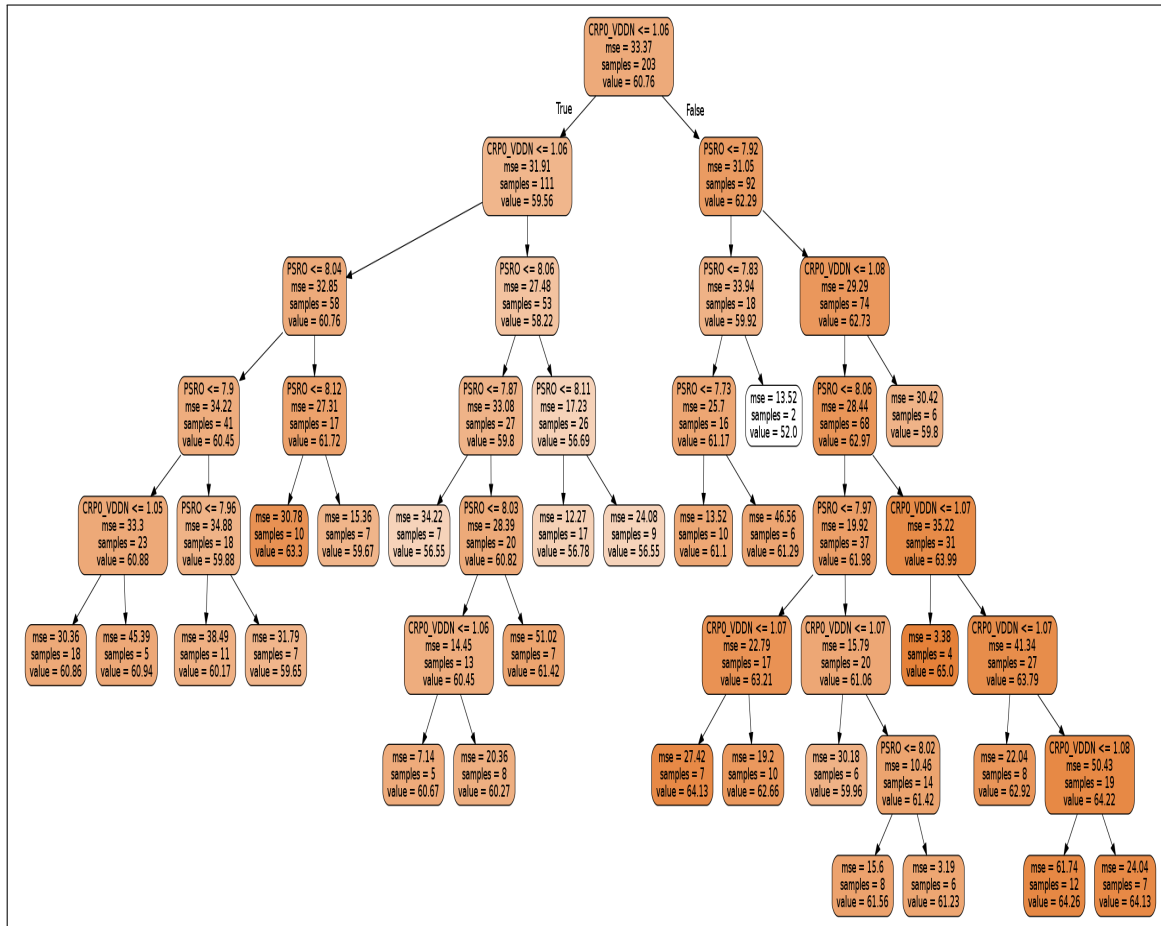 CRP0_VDDN <= 1.06
mse = 33.37
samples = 203
value = 60.76
True
False
CRP0_VDDN <= 1.06
mse = 31.91
samples = 111
value = 59.56
PSRO <= 7.92
mse = 31.05
samples = 92
value = 62.29
PSRO <= 8.04
mse = 32.85
samples = 58
value = 60.76
PSRO <= 8.06
mse = 27.48
samples = 53
value = 58.22
PSRO <= 7.83
mse = 33.94
samples = 18
value = 59.92
CRP0_VDDN <= 1.08
mse = 29.29
samples = 74
value = 62.73
PSRO <= 7.9
mse = 34.22
samples = 41
value = 60.45
PSRO <= 8.12
mse = 27.31
samples = 17
value = 61.72
PSRO <= 7.87
mse = 33.08
samples = 27
value = 59.8
PSRO <= 8.11
mse = 17.23
samples = 26
value = 56.69
PSRO <= 7.73
mse = 25.7
samples = 16
value = 61.17
mse = 13.52
samples = 2
value = 52.0
PSRO <= 8.06
mse = 28.44
samples = 68
value = 62.97
mse = 30.42
samples = 6
value = 59.8
CRP0_VDDN <= 1.05
mse = 33.3
samples = 23
value = 60.88
PSRO <= 7.96
mse = 34.88
samples = 18
value = 59.88
mse = 30.78
samples = 10
value = 63.3
mse = 15.36
samples = 7
value = 59.67
mse = 34.22
samples = 7
value = 56.55
PSRO <= 8.03
mse = 28.39
samples = 20
value = 60.82
mse = 12.27
samples = 17
value = 56.78
mse = 24.08
samples = 9
value = 56.55
mse = 13.52
samples = 10
value = 61.1
mse = 46.56
samples = 6
value = 61.29
PSRO <= 7.97
mse = 19.92
samples = 37
value = 61.98
CRP0_VDDN <= 1.07
mse = 35.22
samples = 31
value = 63.99
mse = 30.36
samples = 18
value = 60.86
mse = 45.39
samples = 5
value = 60.94
mse = 38.49
samples = 11
value = 60.17
mse = 31.79
samples = 7
value = 59.65
CRP0_VDDN <= 1.06
mse = 14.45
samples = 13
value = 60.45
mse = 51.02
samples = 7
value = 61.42
CRP0_VDDN <= 1.07
mse = 22.79
samples = 17
value = 63.21
CRP0_VDDN <= 1.07
mse = 15.79
samples = 20
value = 61.06
mse = 3.38
samples = 4
value = 65.0
CRP0_VDDN <= 1.07
mse = 41.34
samples = 27
value = 63.79
mse = 7.14
samples = 5
value = 60.67
mse = 20.36
samples = 8
value = 60.27
mse = 27.42
samples = 7
value = 64.13
mse = 19.2
samples = 10
value = 62.66
mse = 30.18
samples = 6
value = 59.96
PSRO <= 8.02
mse = 10.46
samples = 14
value = 61.42
mse = 22.04
samples = 8
value = 62.92
CRP0_VDDN <= 1.08
mse = 50.43
samples = 19
value = 64.22
mse = 15.6
samples = 8
value = 61.56
mse = 3.19
samples = 6
value = 61.23
mse = 61.74
samples = 12
value = 64.26
mse = 24.04
samples = 7
value = 64.13